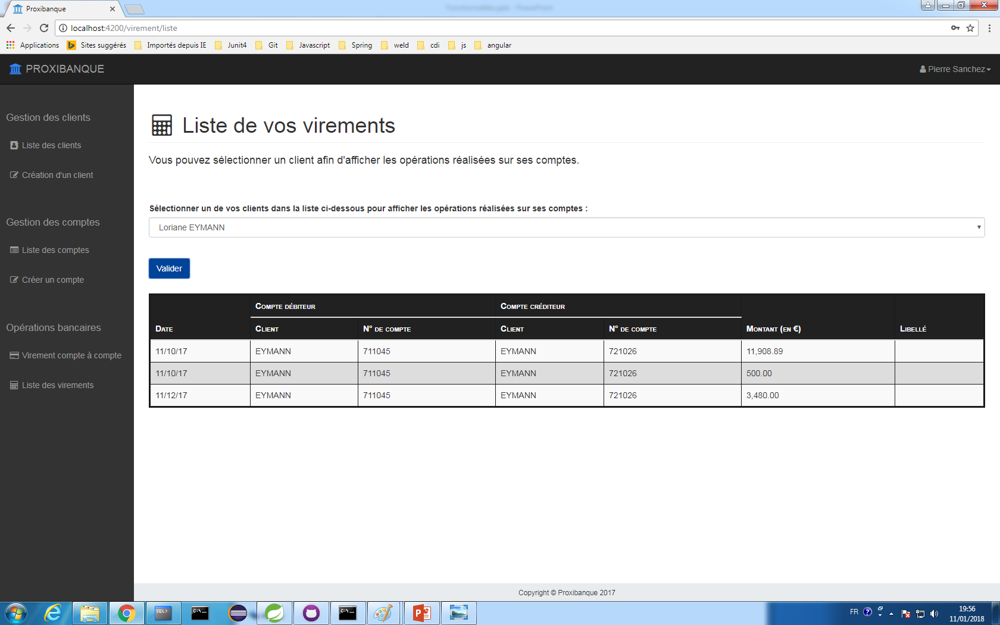 Proxibanque
localhost:4200/virement/liste
Applications Sites suggérés Importés depuis IE Junit4 Git Javascript Spring weld cdi js angular
PROXIBANQUE
Pierre Sanchez
Gestion des clients
Liste des clients
Création d'un client
Gestion des comptes
Liste des comptes
Créer un compte
Opérations bancaires
Virement compte à compte
Liste des virements
Liste de vos virements
Vous pouvez sélectionner un client afin d'afficher les opérations réalisées sur ses comptes.
Sélectionner un de vos clients dans la liste ci-dessous pour afficher les opérations réalisées sur ses comptes :
Loriane EYMANN
Valider
Compte débiteur Compte créditeur
Date Client N° de compte Client N° de compte Montant (en €) Libellé
11/10/17 EYMANN 711045 EYMANN 721026 11,908.89
11/10/17 EYMANN 711045 EYMANN 721026 500.00
11/12/17 EYMANN 711045 EYMANN 721026 3,480.00
Copyright © Proxibanque 2017
SQL>
C:\_
C:\_
FR
19:56
11/01/2018